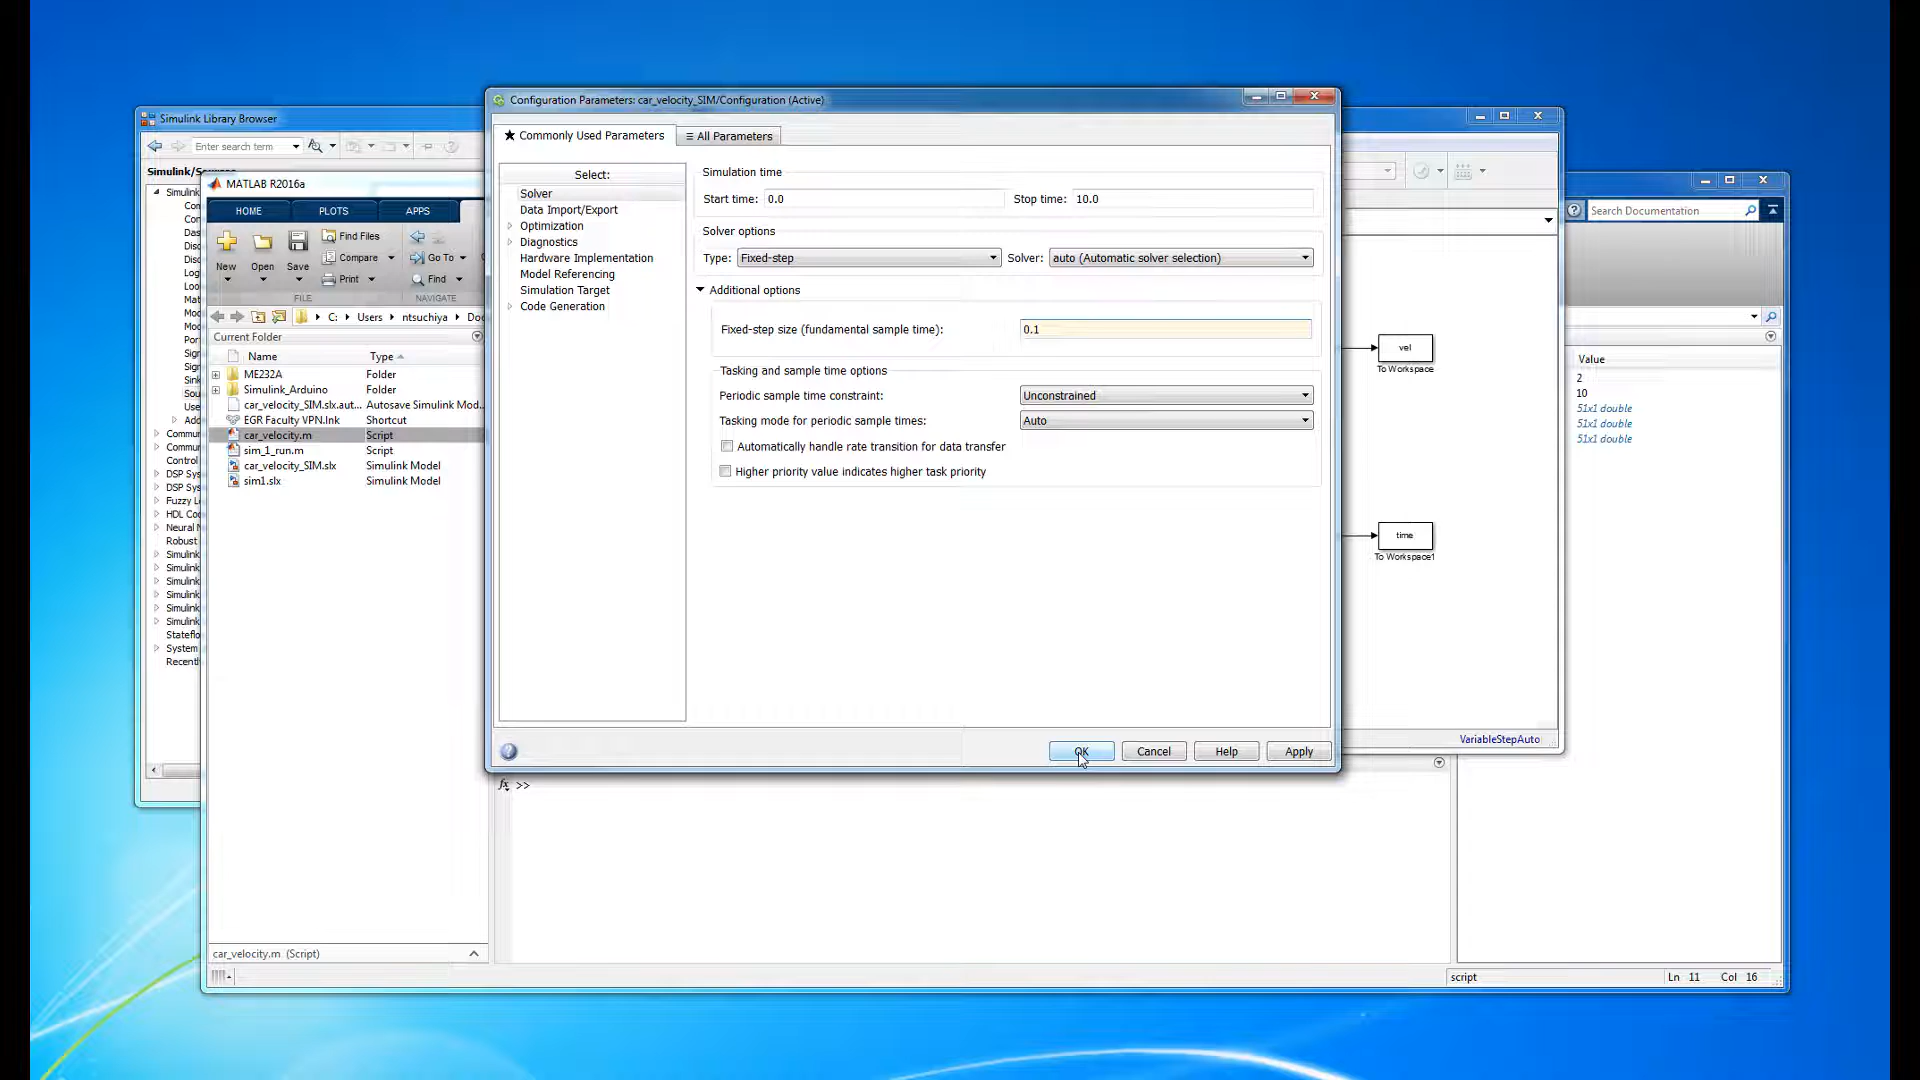 Configuration Parameters: car_velocity_SIM/Configuration (Active)
★ Commonly Used Parameters
≡ All Parameters
Select:
Solver
Data Import/Export
Optimization
Diagnostics
Hardware Implementation
Model Referencing
Simulation Target
Code Generation
Simulation time
Start time: 0.0
Stop time: 10.0
Solver options
Type: Fixed-step
Solver: auto (Automatic solver selection)
Additional options
Fixed-step size (fundamental sample time): 0.1
Tasking and sample time options
Periodic sample time constraint: Unconstrained
Tasking mode for periodic sample times: Auto
Automatically handle rate transition for data transfer
Higher priority value indicates higher task priority
OK
Cancel
Help
Apply
Simulink Library Browser
Enter search term
Simulink/S
Simulink
MATLAB R2016a
HOME
PLOTS
APPS
New
Open
Save
Find Files
Compare
Print
Go To
Find
FILE
NAVIGATE
C:
Users
ntsuchiya
Doc
Current Folder
Name
Type
ME232A Folder
Simulink_Arduino Folder
car_velocity_SIM.slx.aut... Autosave Simulink Mod...
EGR Faculty VPN.lnk Shortcut
car_velocity.m Script
sim_1_run.m Script
car_velocity_SIM.slx Simulink Model
sim1.slx Simulink Model
car_velocity.m (Script)
fx >>
vel
To Workspace
time
To Workspace1
VariableStepAuto
Search Documentation
Value
2
10
51x1 double
51x1 double
51x1 double
script
Ln 11 Col 16